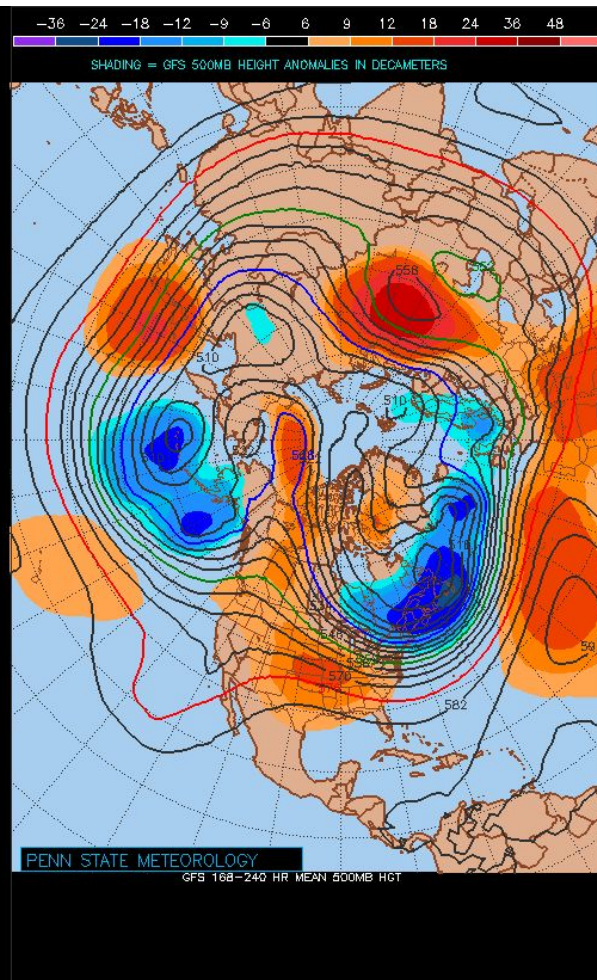 -36 -24 -18 -12 -9 -6 6 9 12 18 24 36 48
SHADING = GFS 500MB HEIGHT ANOMALIES IN DECAMETERS
558
510
510
528
570
582
PENN STATE METEOROLOGY
GFS 168-240 HR MEAN 500MB HGT